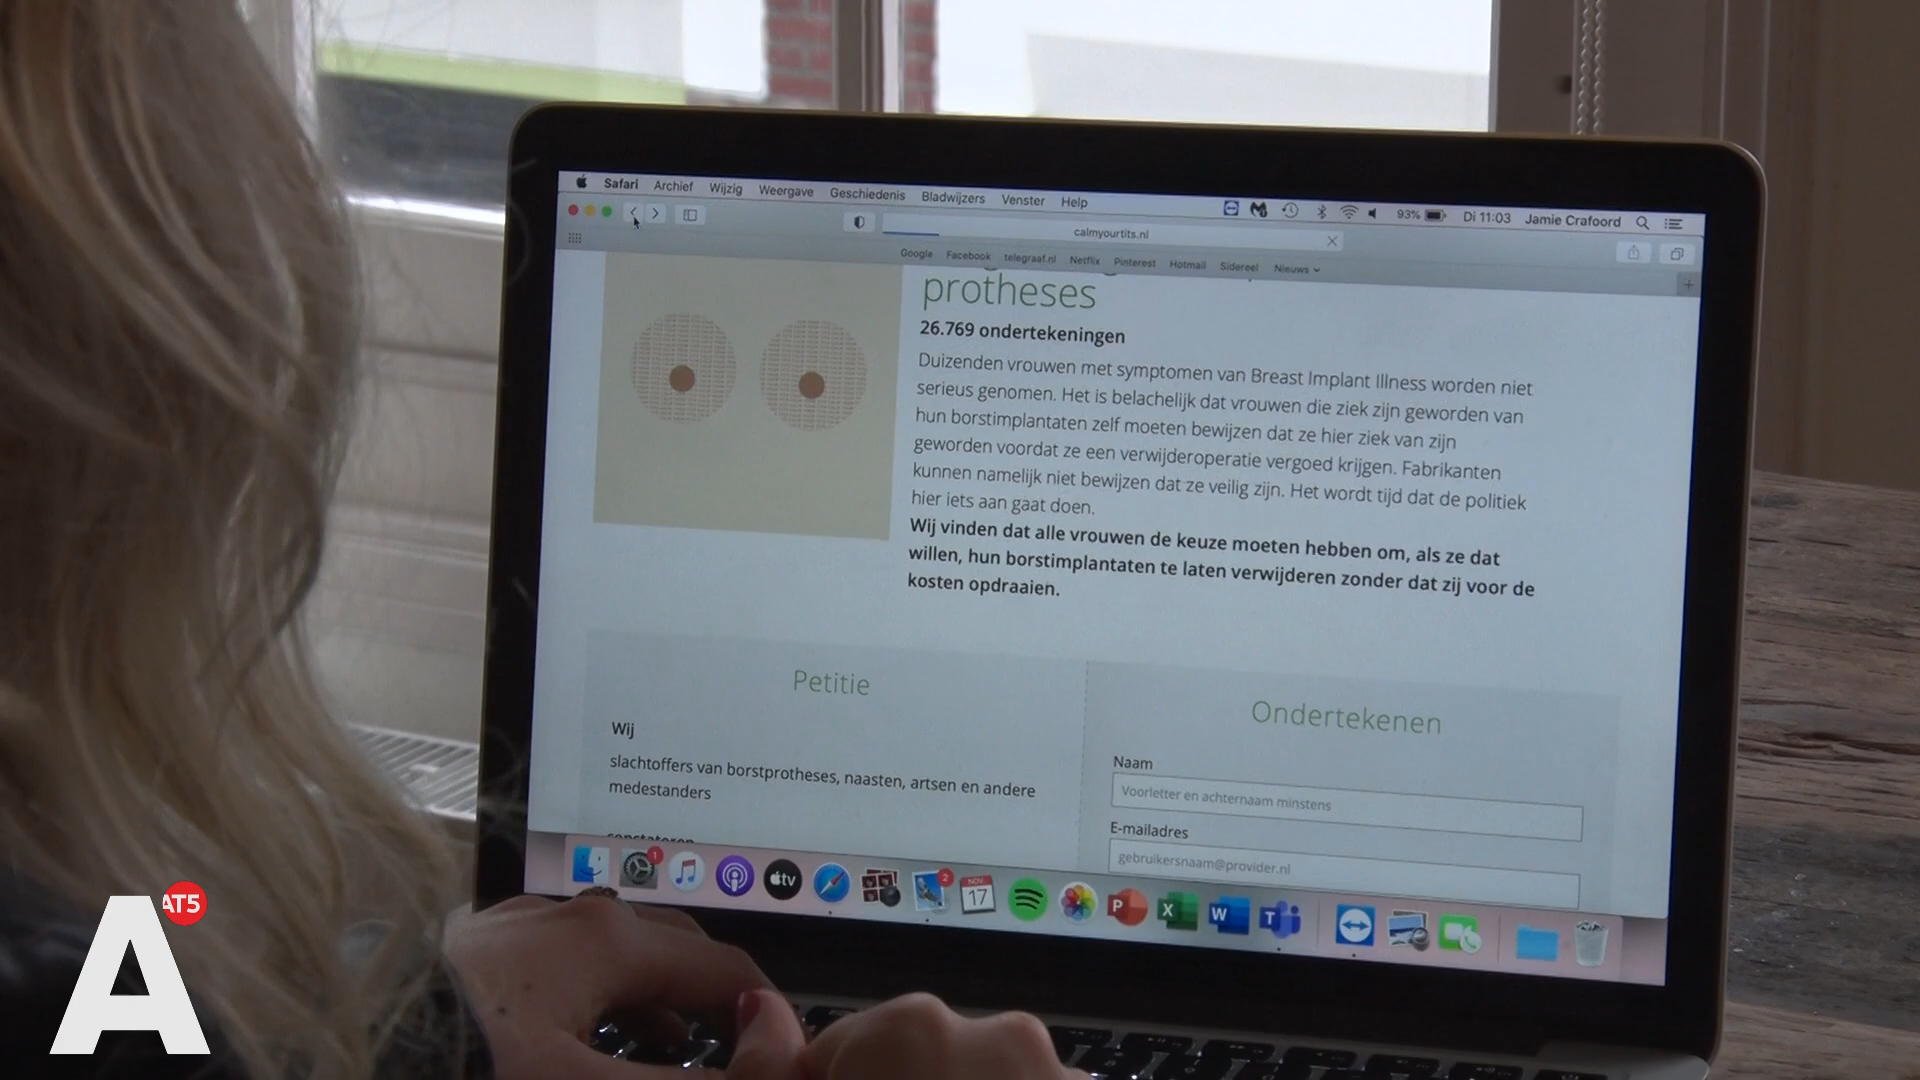 Safari Archief Wijzig Weergave Geschiedenis Bladwijzers Venster Help 93% Di 11:03 Jamie Crafoord
calmyourtits.nl
Google Facebook telegraaf.nl Netflix Pinterest Hotmail Sidereel Nieuws
protheses
26.769 ondertekeningen
Duizenden vrouwen met symptomen van Breast Implant Illness worden niet
serieus genomen. Het is belachelijk dat vrouwen die ziek zijn geworden van
hun borstimplantaten zelf moeten bewijzen dat ze hier ziek van zijn
geworden voordat ze een verwijderoperatie vergoed krijgen. Fabrikanten
kunnen namelijk niet bewijzen dat ze veilig zijn. Het wordt tijd dat de politiek
hier iets aan gaat doen.
Wij vinden dat alle vrouwen de keuze moeten hebben om, als ze dat
willen, hun borstimplantaten te laten verwijderen zonder dat zij voor de
kosten opdraaien.
Petitie
Wij
slachtoffers van borstprotheses, naasten, artsen en andere
medestanders
Ondertekenen
Naam
Voorletter en achternaam minstens
E-mailadres
gebruikersnaam@provider.nl
1
tv
2
NOV
17
P
X
W
T
A
AT5